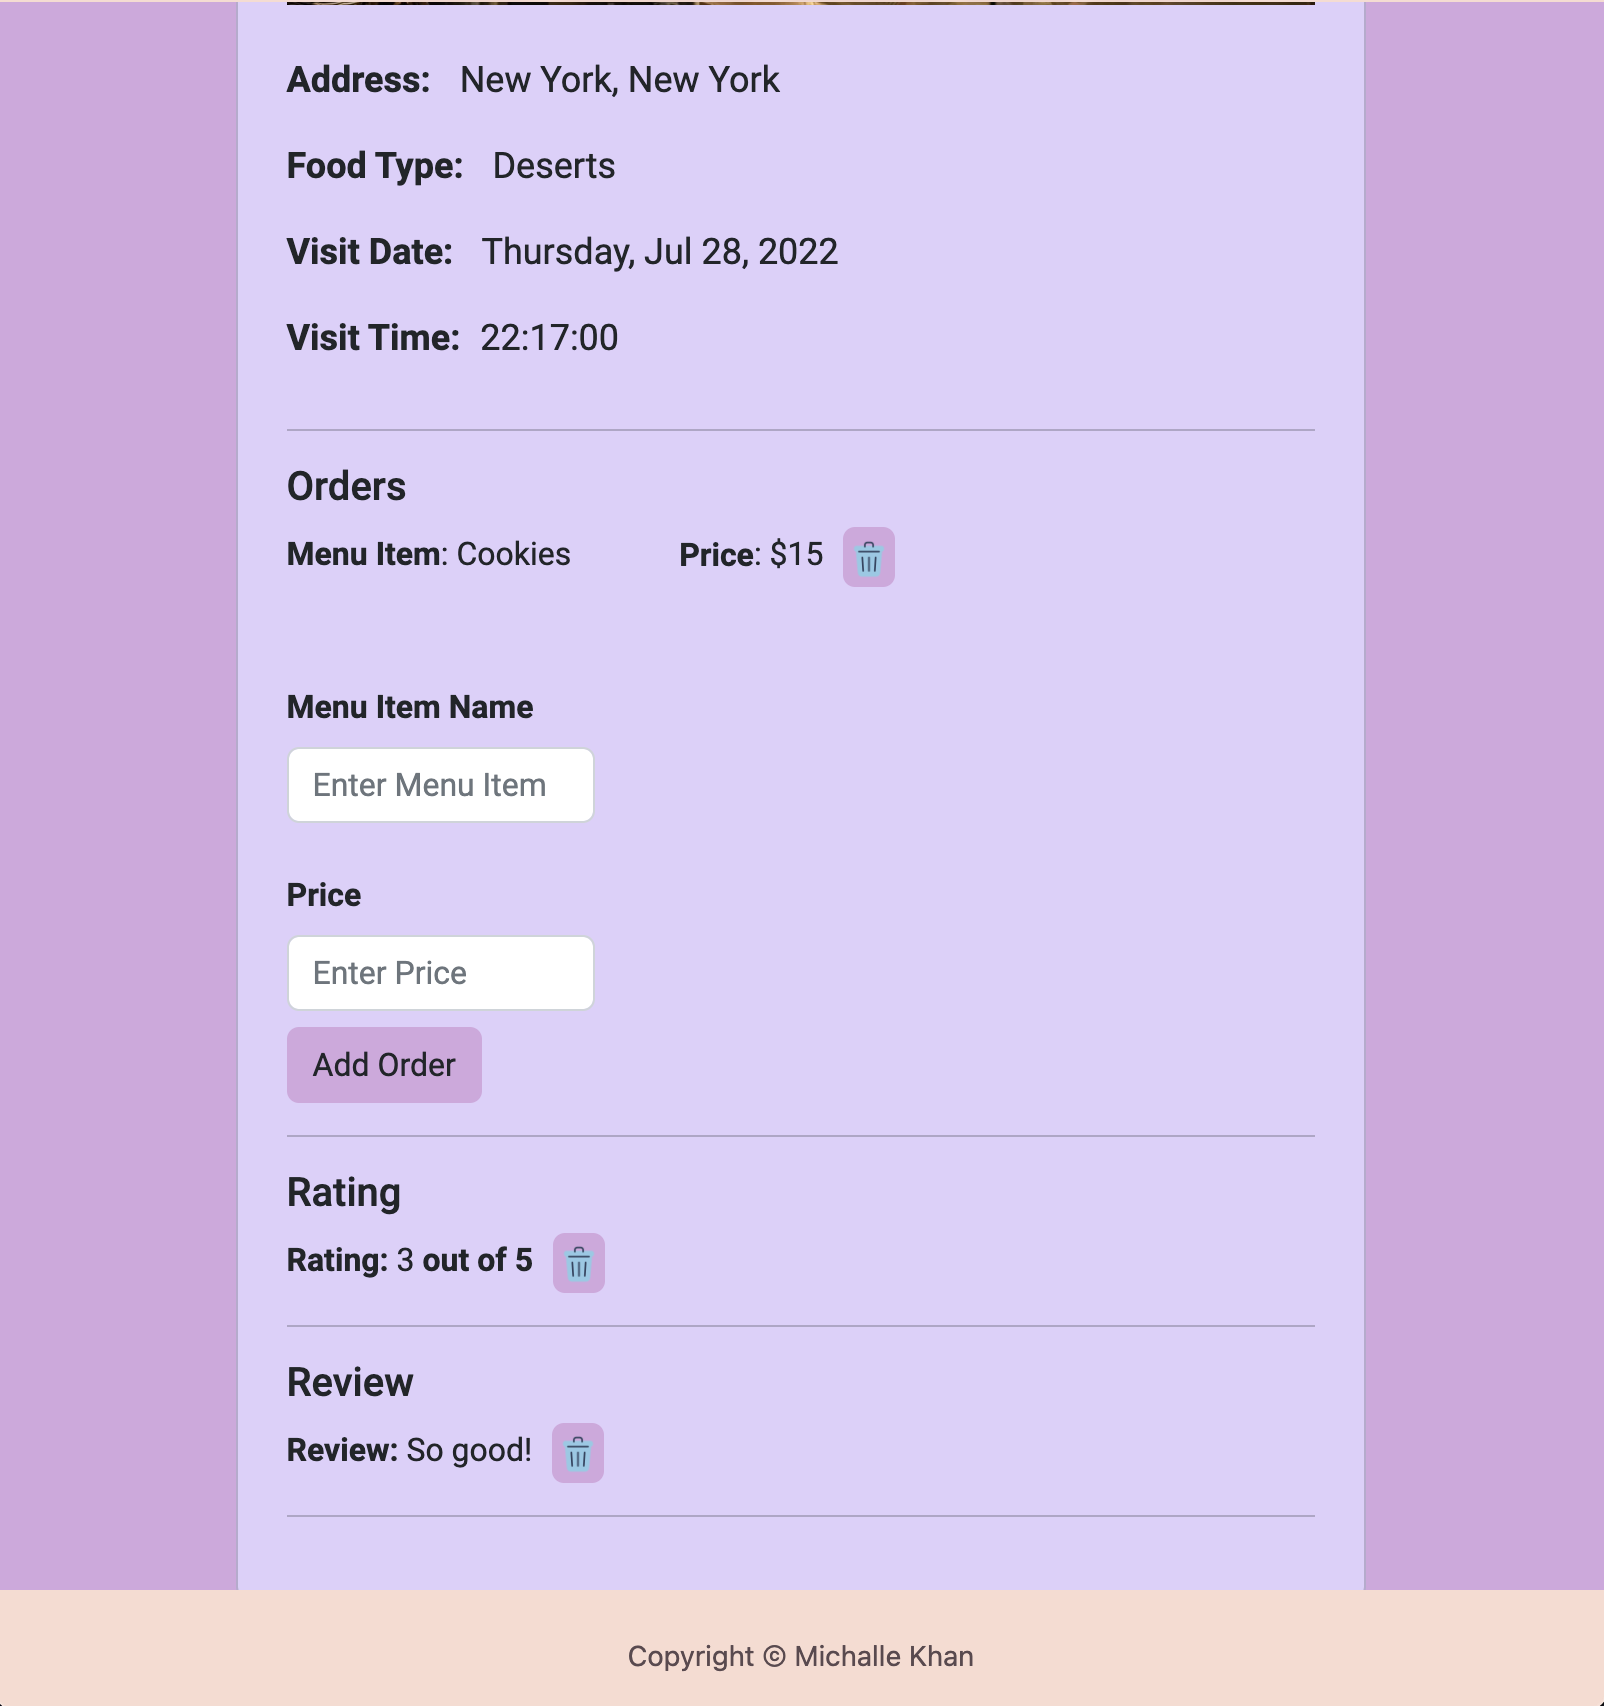 Address: New York, New York
Food Type: Deserts
Visit Date: Thursday, Jul 28, 2022
Visit Time: 22:17:00
Orders
Menu Item: Cookies Price: $15
Menu Item Name
Enter Menu Item
Price
Enter Price
Add Order
Rating
Rating: 3 out of 5
Review
Review: So good!
Copyright © Michalle Khan